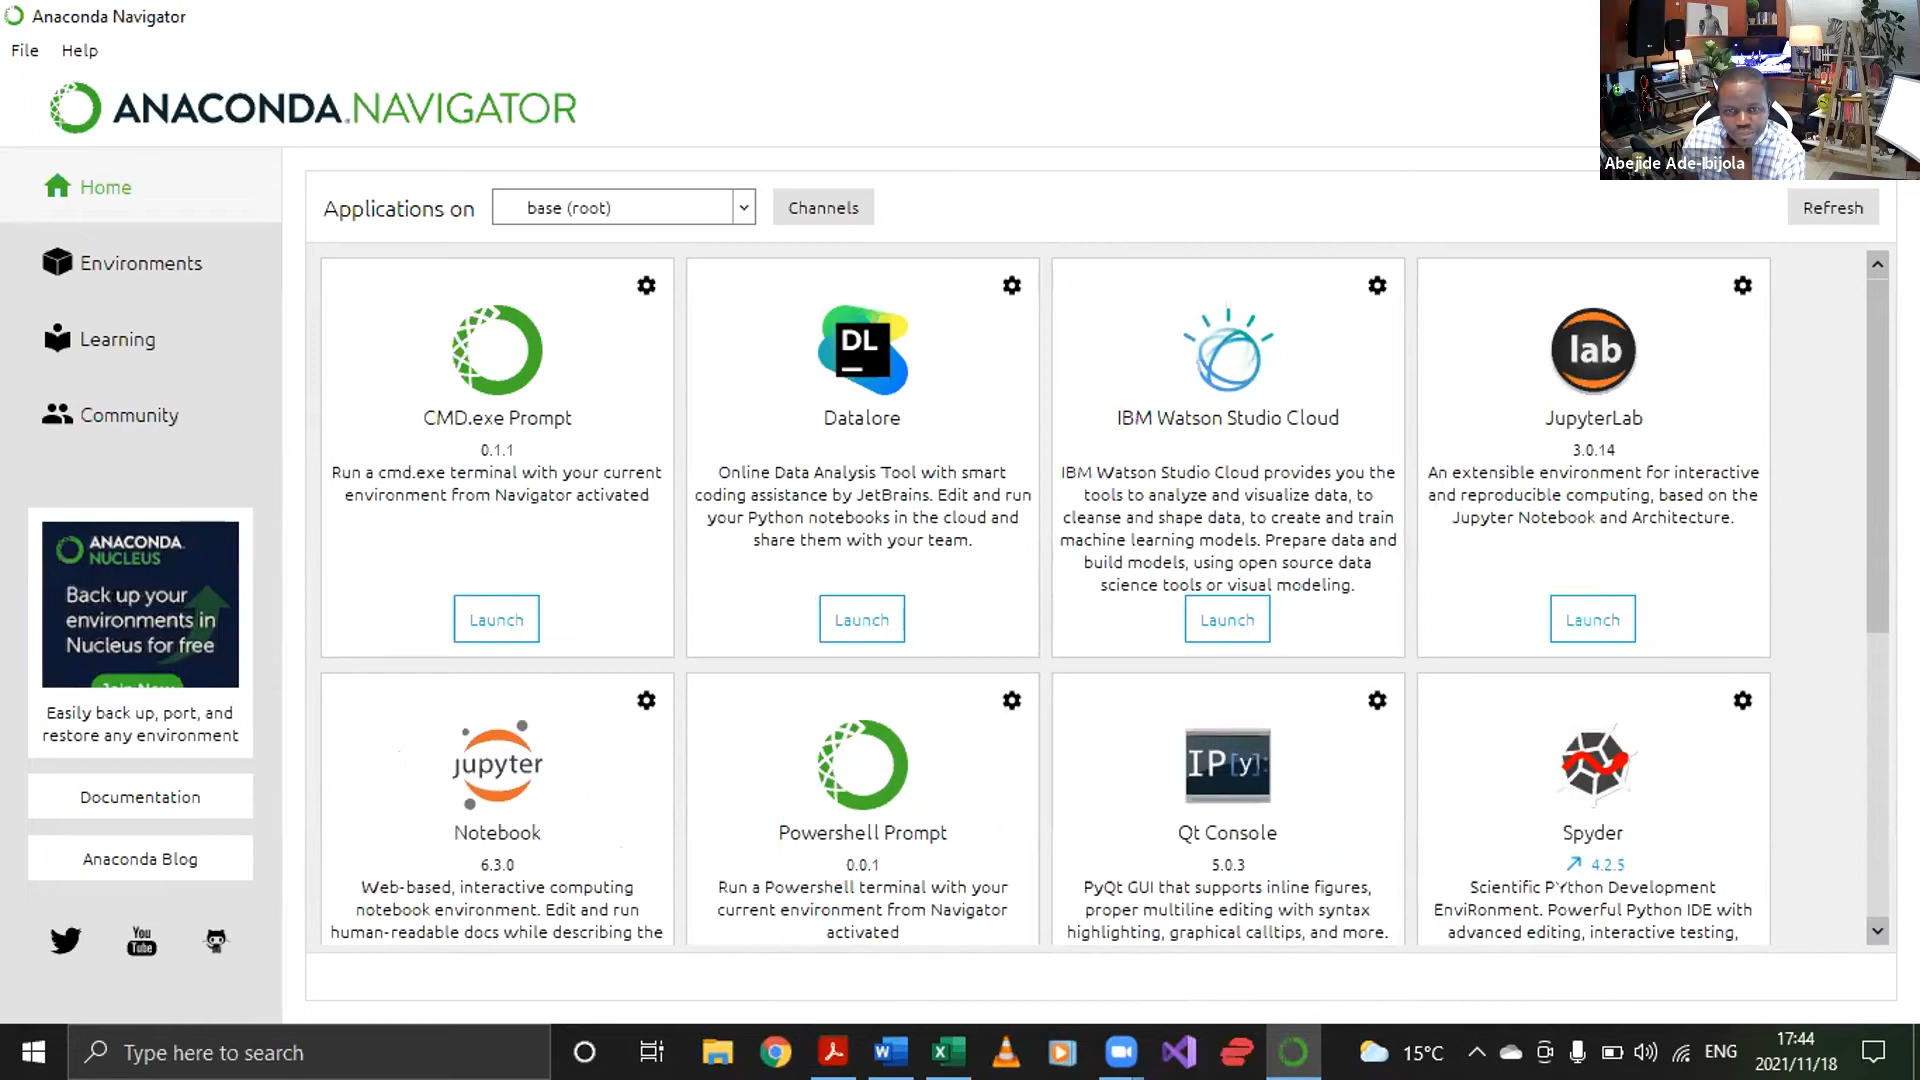 Anaconda Navigator
File Help
ANACONDA.NAVIGATOR
Abejide Ade-Ibijola
Home
Environments
Learning
Community
ANACONDA.
NUCLEUS
Back up your
environments in
Nucleus for free
Join Now
Easily back up, port, and
restore any environment
Documentation
Anaconda Blog
You
Tube
Applications on base (root) Channels Refresh
CMD.exe Prompt
0.1.1
Run a cmd.exe terminal with your current
environment from Navigator activated
Launch
DL
Datalore
Online Data Analysis Tool with smart
coding assistance by JetBrains. Edit and run
your Python notebooks in the cloud and
share them with your team.
Launch
IBM Watson Studio Cloud
IBM Watson Studio Cloud provides you the
tools to analyze and visualize data, to
cleanse and shape data, to create and train
machine learning models. Prepare data and
build models, using open source data
science tools or visual modeling.
Launch
lab
JupyterLab
3.0.14
An extensible environment for interactive
and reproducible computing, based on the
Jupyter Notebook and Architecture.
Launch
jupyter
Notebook
6.3.0
Web-based, interactive computing
notebook environment. Edit and run
human-readable docs while describing the
Powershell Prompt
0.0.1
Run a Powershell terminal with your
current environment from Navigator
activated
IP[y]:
Qt Console
5.0.3
PyQt GUI that supports inline figures,
proper multiline editing with syntax
highlighting, graphical calltips, and more.
Spyder
4.2.5
Scientific PYthon Development
EnviRonment. Powerful Python IDE with
advanced editing, interactive testing,
Type here to search
15°C
ENG
17:44
2021/11/18